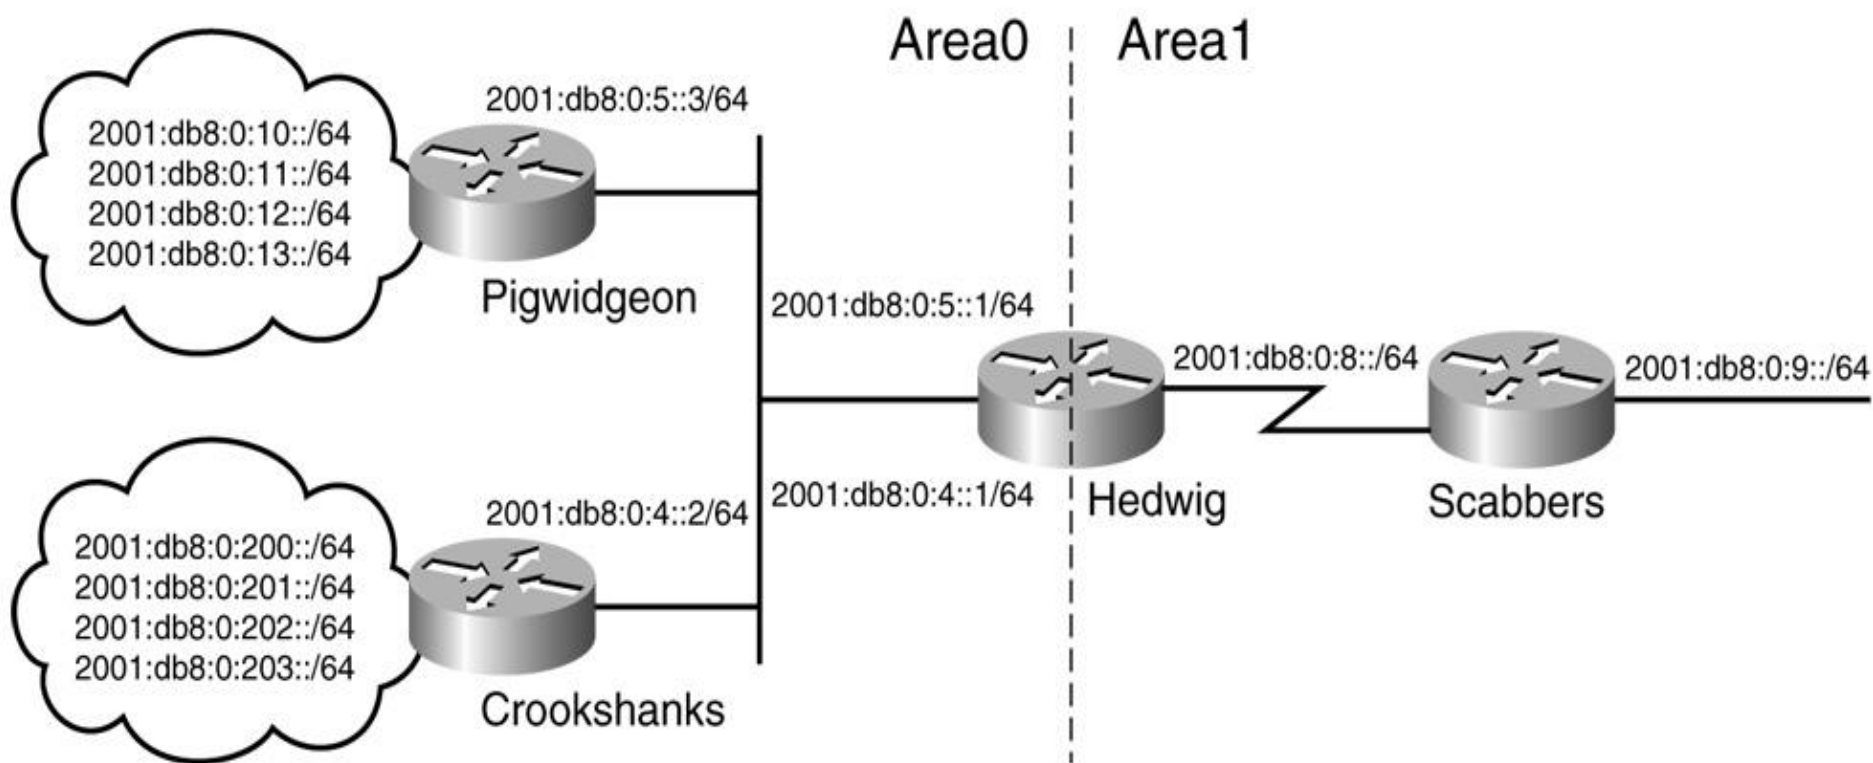 Area0
Area1
2001:db8:0:5::3/64
2001:db8:0:10::/64
2001:db8:0:11::/64
2001:db8:0:12::/64
2001:db8:0:13::/64
Pigwidgeon
2001:db8:0:5::1/64
2001:db8:0:8::/64
2001:db8:0:9::/64
2001:db8:0:4::1/64
Hedwig
Scabbers
2001:db8:0:4::2/64
2001:db8:0:200::/64
2001:db8:0:201::/64
2001:db8:0:202::/64
2001:db8:0:203::/64
Crookshanks